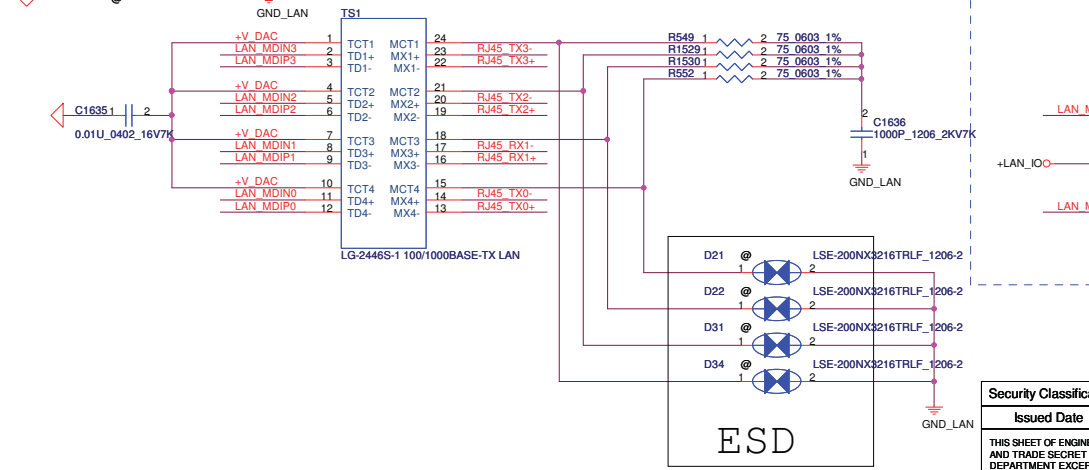 @
GND_LAN
TS1
+V_DAC 1 TCT1 MCT1 24
LAN_MDIN3 2 TD1+ MX1+ 23 RJ45_TX3-
LAN_MDIP3 3 TD1- MX1- 22 RJ45_TX3+
+V_DAC 4 TCT2 MCT2 21
LAN_MDIN2 5 TD2+ MX2+ 20 RJ45_TX2-
LAN_MDIP2 6 TD2- MX2- 19 RJ45_TX2+
+V_DAC 7 TCT3 MCT3 18
LAN_MDIN1 8 TD3+ MX3+ 17 RJ45_RX1-
LAN_MDIP1 9 TD3- MX3- 16 RJ45_RX1+
+V_DAC 10 TCT4 MCT4 15
LAN_MDIN0 11 TD4+ MX4+ 14 RJ45_TX0-
LAN_MDIP0 12 TD4- MX4- 13 RJ45_TX0+
LG-2446S-1 100/1000BASE-TX LAN
C1635 1 2
0.01U_0402_16V7K
R549 1 2 75_0603_1%
R1529 1 2 75_0603_1%
R1530 1 2 75_0603_1%
R552 1 2 75_0603_1%
2
C1636
1000P_1206_2KV7K
1
GND_LAN
LAN_M
+LAN_IO
LAN_M
D21 @ LSE-200NX3216TRLF_1206-2
1 2
D22 @ LSE-200NX3216TRLF_1206-2
1 2
D31 @ LSE-200NX3216TRLF_1206-2
1 2
D34 @ LSE-200NX3216TRLF_1206-2
1 2
GND_LAN
ESD
Security Classifica
Issued Date
THIS SHEET OF ENGINE
AND TRADE SECRET
DEPARTMENT EXCEP